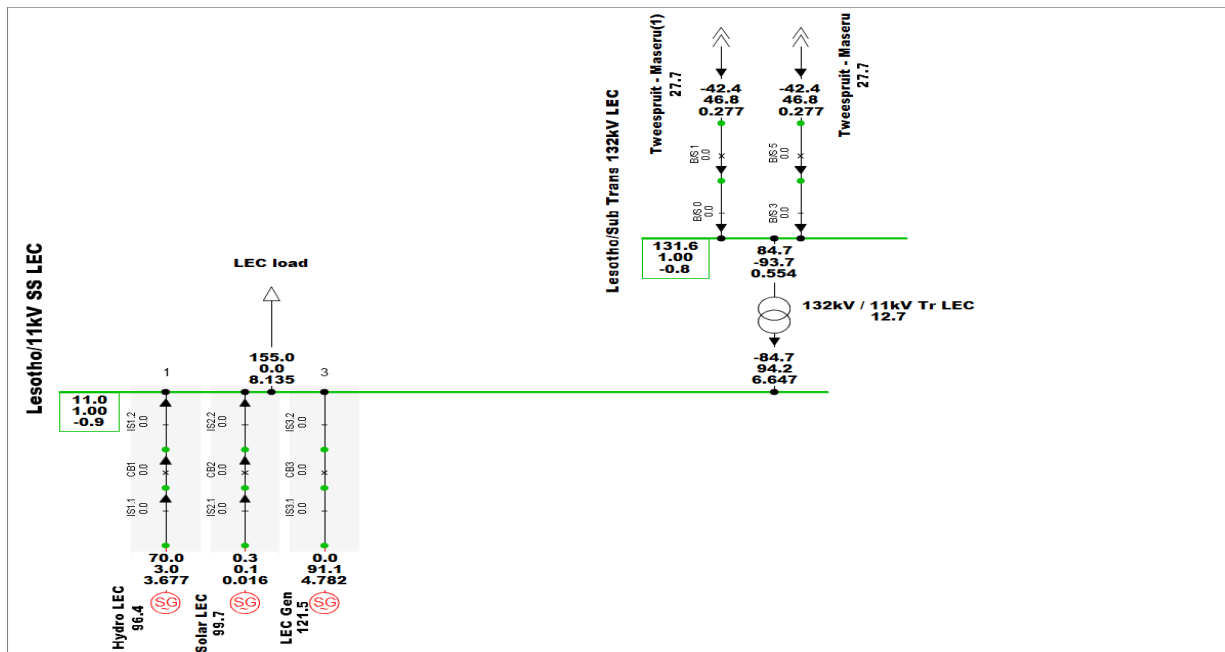 Tweespruit - Maseru(1)
27.7
Tweespruit - Maseru
27.7
-42.4
46.8
0.277
-42.4
46.8
0.277
B/S 1
0.0
B/S 5
0.0
B/S 0
0.0
B/S 3
0.0
Lesotho/Sub Trans 132kV LEC
131.6
1.00
-0.8
84.7
-93.7
0.554
132kV / 11kV Tr LEC
12.7
-84.7
94.2
6.647
Lesotho/11kV SS LEC
LEC load
155.0
0.0
8.135
1
3
11.0
1.00
-0.9
IS1.2
0.0
IS2.2
0.0
IS3.2
0.0
CB1
0.0
CB2
0.0
CB3
0.0
IS1.1
0.0
IS2.1
0.0
IS3.1
0.0
70.0
3.0
3.677
0.3
0.1
0.016
0.0
91.1
4.782
Hydro LEC
96.4
SG
Solar LEC
99.7
SG
LEC Gen
121.5
SG